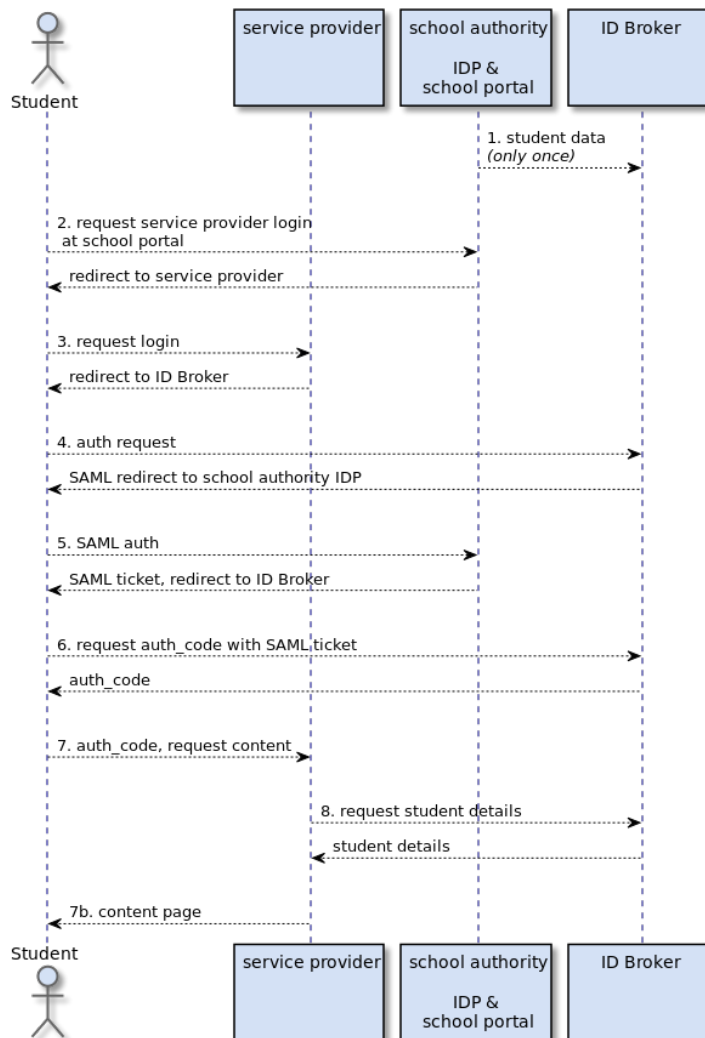 Student
service provider
school authority
IDP &
school portal
ID Broker
1. student data
(only once)
2. request service provider login
at school portal
redirect to service provider
3. request login
redirect to ID Broker
4. auth request
SAML redirect to school authority IDP
5. SAML auth
SAML ticket, redirect to ID Broker
6. request auth_code with SAML ticket
auth_code
7. auth_code, request content
8. request student details
student details
7b. content page
Student
service provider
school authority
IDP &
school portal
ID Broker